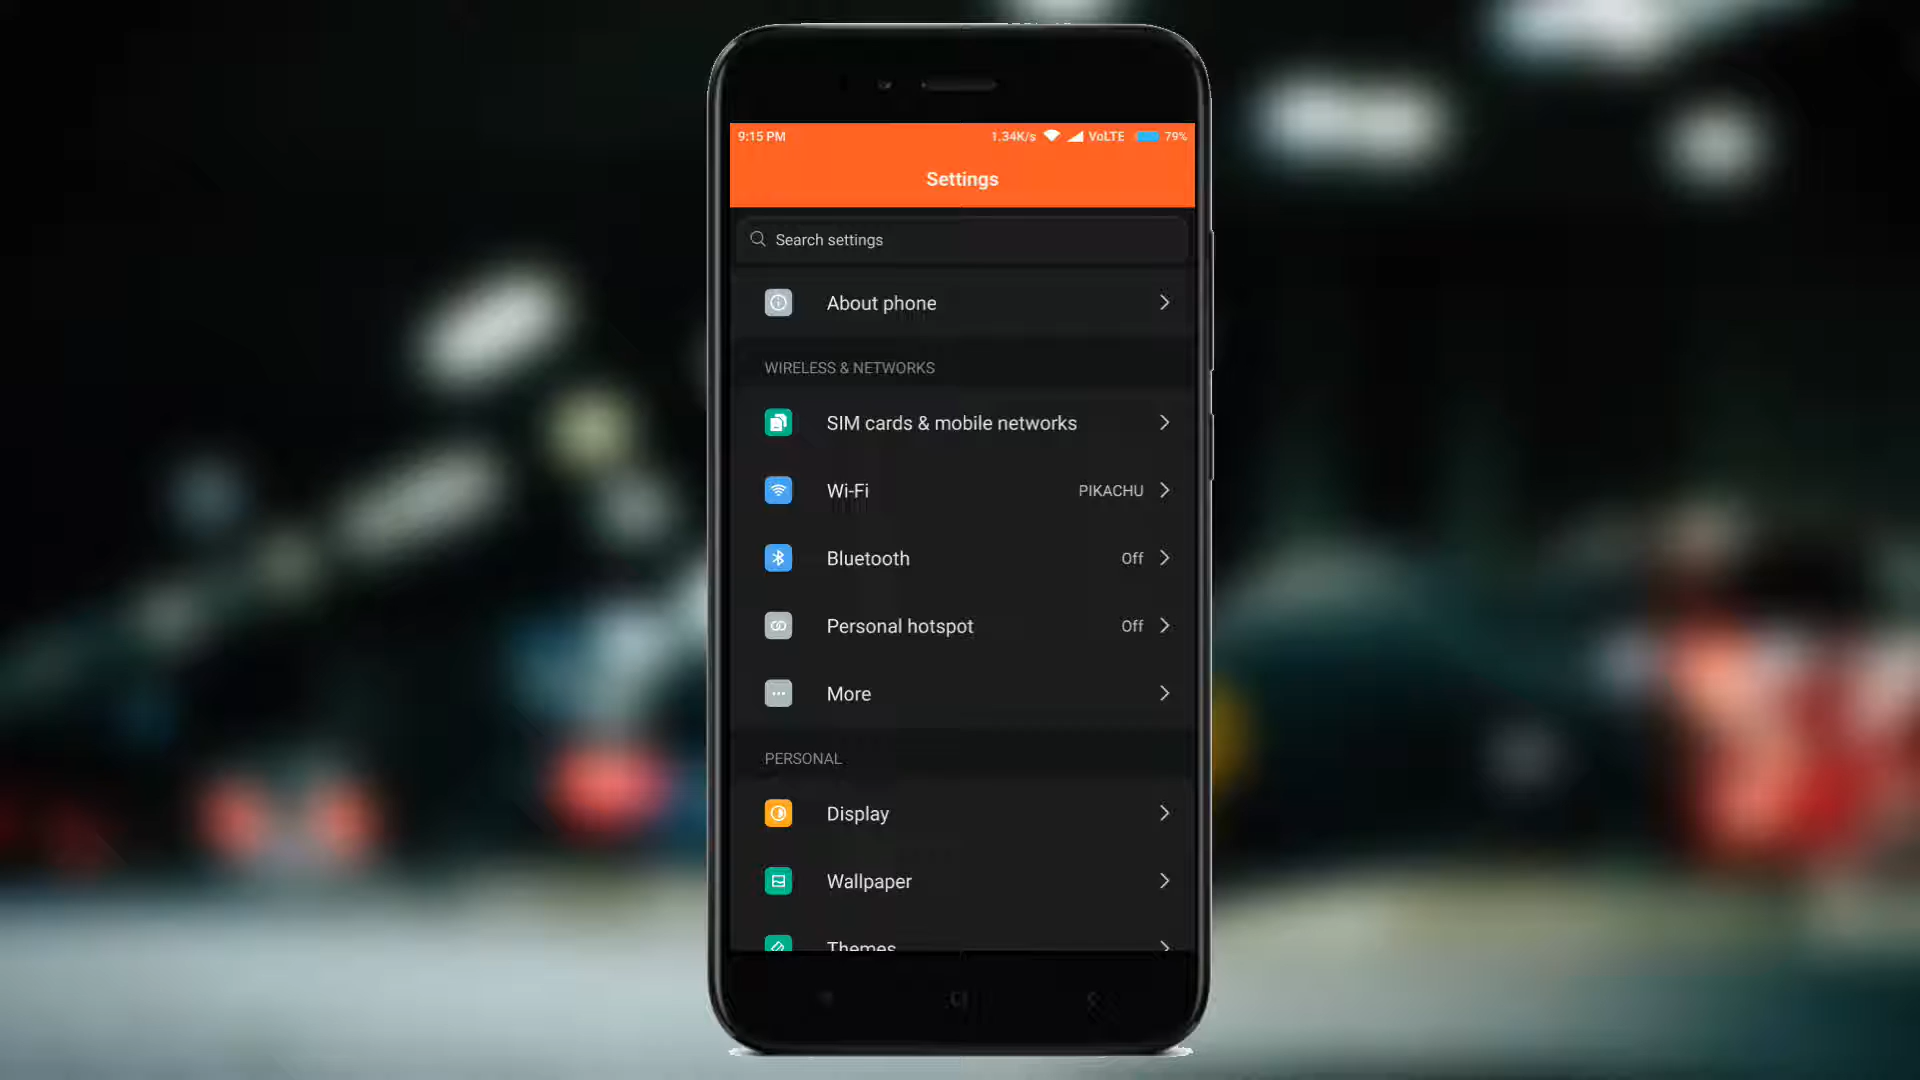 9:15 PM 1.34K/s VoLTE 79%
Settings
Search settings
About phone
WIRELESS & NETWORKS
SIM cards & mobile networks
Wi-Fi PIKACHU
Bluetooth Off
Personal hotspot Off
More
PERSONAL
Display
Wallpaper
Themes